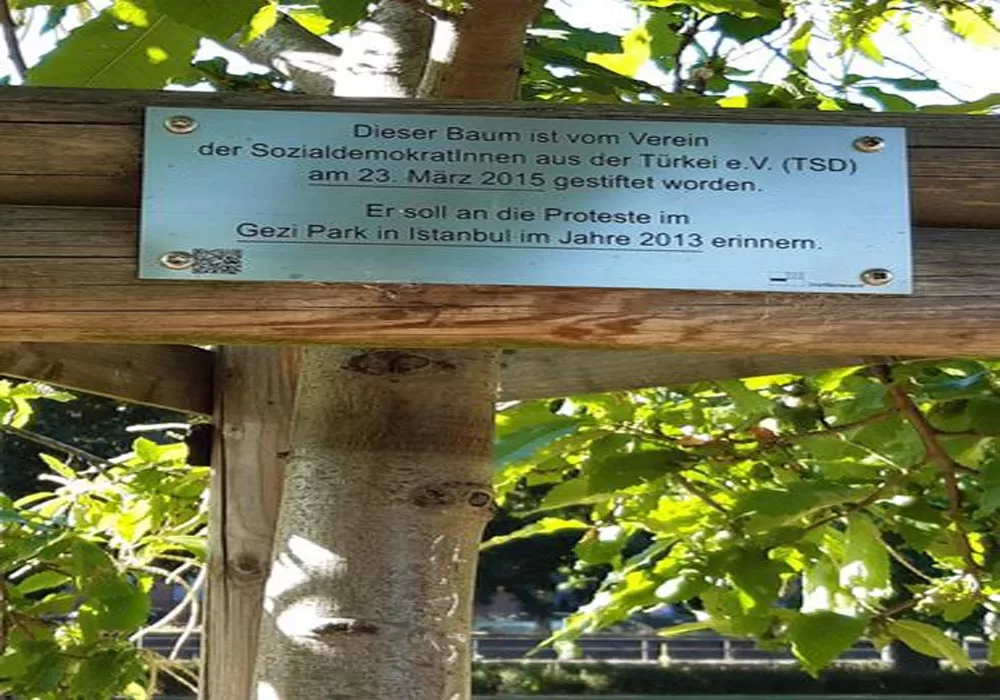 Dieser Baum ist vom Verein
der SozialdemokratInnen aus der Türkei e.V. (TSD)
am 23. März 2015 gestiftet worden.
Er soll an die Proteste im
Gezi Park in Istanbul im Jahre 2013 erinnern.